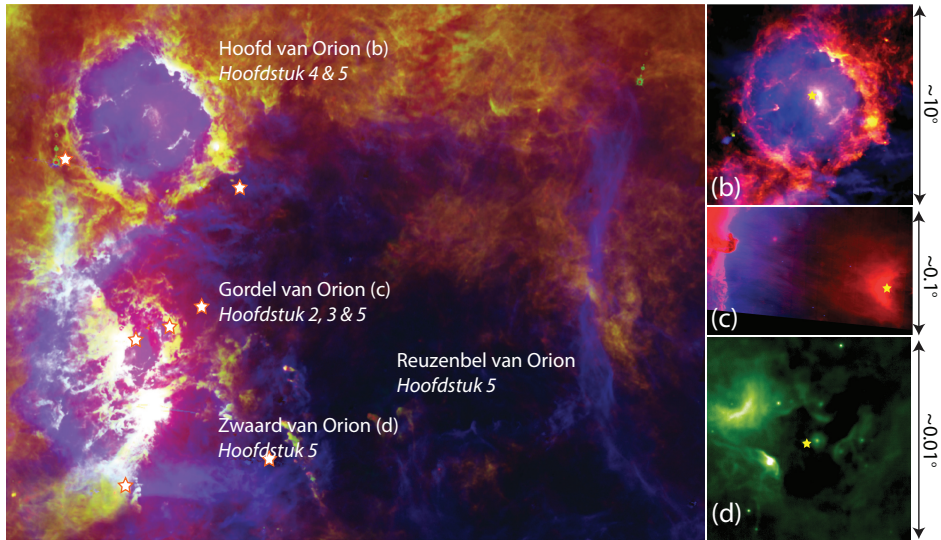 Hoofd van Orion (b)
Hoofdstuk 4 & 5
Gordel van Orion (c)
Hoofdstuk 2, 3 & 5
Reuzenbel van Orion
Hoofdstuk 5
Zwaard van Orion (d)
Hoofdstuk 5
(b)
~10°
(c)
~0.1°
(d)
~0.01°